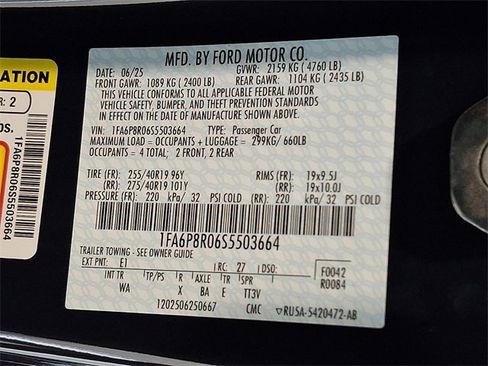 MFD. BY FORD MOTOR CO.
DATE: 06/25 GVWR: 2159 KG ( 4760 LB)
FRONT GAWR: 1089 KG ( 2400 LB) REAR GAWR: 1104 KG ( 2435 LB)
THIS VEHICLE CONFORMS TO ALL APPLICABLE FEDERAL MOTOR
VEHICLE SAFETY, BUMPER, AND THEFT PREVENTION STANDARDS
IN EFFECT ON THE DATE OF MANUFACTURE SHOWN ABOVE.
VIN: 1FA6P8R06S5503664 TYPE: Passenger Car
MAXIMUM LOAD = OCCUPANTS + LUGGAGE = 299KG/ 660LB
OCCUPANTS = 4 TOTAL; 2 FRONT, 2 REAR
TIRE (FR): 255/40R19 96Y RIMS (FR): 19x9.5J
(RR): 275/40R19 101Y (RR): 19x10.0J
PRESSURE (FR): 220 kPa/ 32 PSI COLD (RR): 220 kPa/ 32 PSI COLD
1FA6P8R06S5503664
TRAILER TOWING - SEE OWNER GUIDE
EXT PNT: E1 RC: 27 DSO: F0042
INT TR TP/PS R AXLE TR SPR R0084
WA X BA E TT3V
1202506250667 CMC ▽RUSA-5420472-AB
ATION
R: 2
os.
1FA6P8R06S5503664